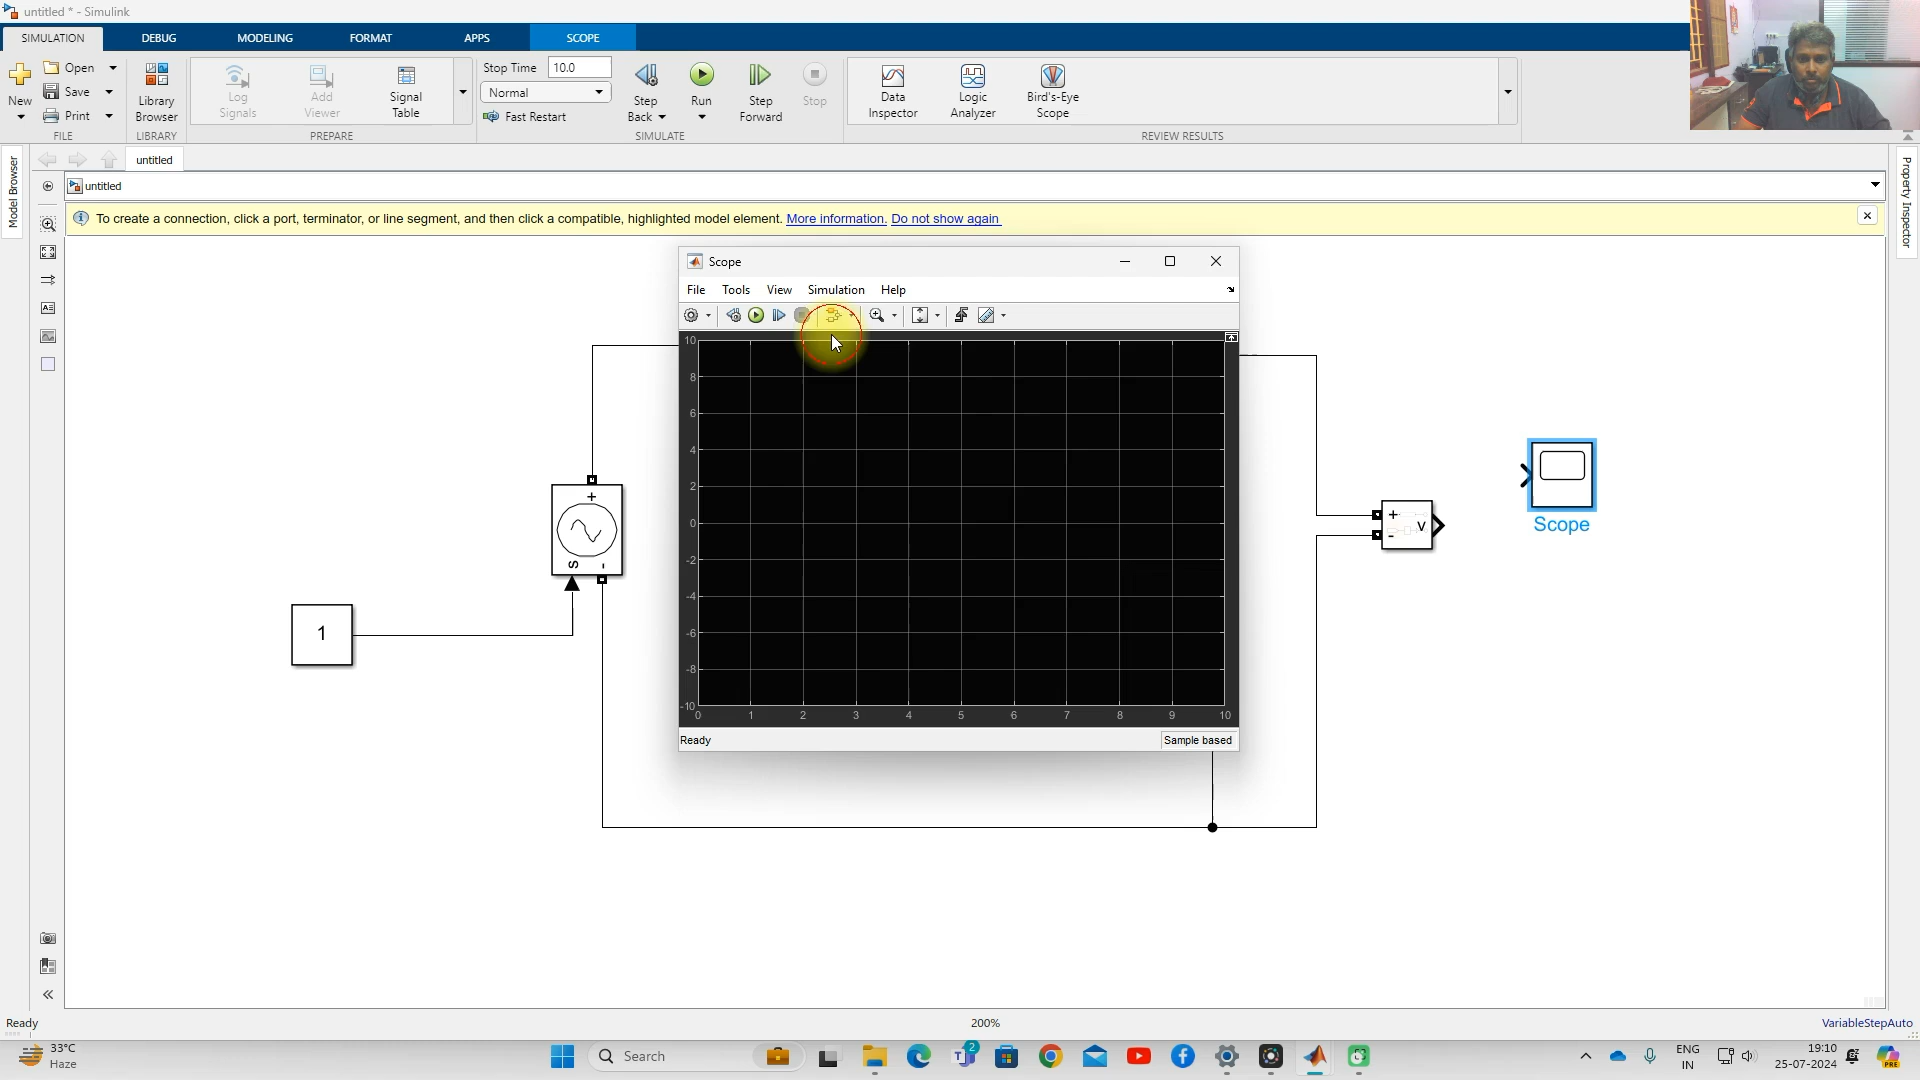 untitled * - Simulink
SIMULATION DEBUG MODELING FORMAT APPS SCOPE
New Open Save Print
FILE
Library Browser
LIBRARY
Log Signals Add Viewer Signal Table
PREPARE
Stop Time 10.0
Normal
Fast Restart
Step Back Run Step Forward Stop
SIMULATE
Data Inspector Logic Analyzer Bird's-Eye Scope
REVIEW RESULTS
Model Browser
untitled
Property Inspector
untitled
To create a connection, click a port, terminator, or line segment, and then click a compatible, highlighted model element. More information. Do not show again
Scope
File Tools View Simulation Help
10
8
6
4
2
0
-2
-4
-6
-8
-10
0 1 2 3 4 5 6 7 8 9 10
Ready Sample based
+
S -
1
+
-
V
Scope
Ready 200% VariableStepAuto
33°C
Haze
Search
2
ENG
IN
19:10
25-07-2024
PRE